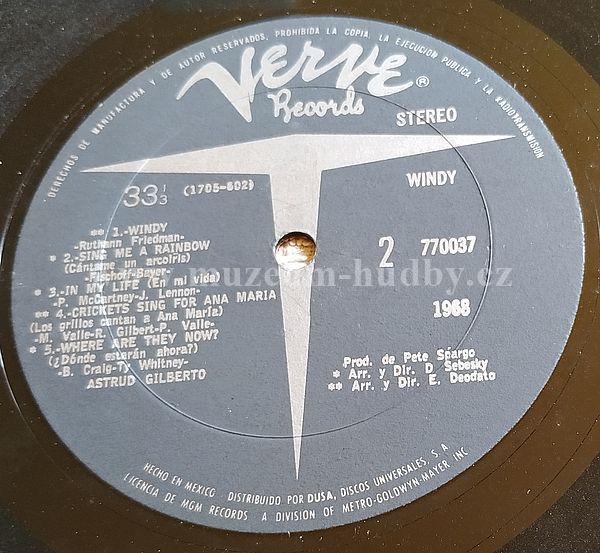 DERECHOS DE MANUFACTURA Y DE AUTOR RESERVADOS, PROHIBIDA LA COPIA, LA EJECUCION PUBLICA Y LA RADIOTRANSMISION
Verve ®
Records
STEREO
33 1/3
(1705-602)
WINDY
** 1.-WINDY
-Ruthann Friedman-
* 2.-SING ME A RAINBOW
(Cántame un arcoiris)
-Fischoff-Bayer-
* 3.-IN MY LIFE (En mi vida)
-P. McCartney-J. Lennon-
** 4.-CRICKETS SING FOR ANA MARIA
(Los grillos cantan a Ana María)
-M. Valle-R. Gilbert-P. Valle-
* 5.-WHERE ARE THEY NOW?
(¿Dónde estarán ahora?)
-B. Craig-Ty Whitney-
ASTRUD GILBERTO
2 770037
1968
Prod. de Pete Spargo
* Arr. y Dir. D Sebesky
** Arr. y Dir. E. Deodato
www.muzeum-hudby.cz
HECHO EN MEXICO DISTRIBUIDO POR DUSA, DISCOS UNIVERSALES, S. A
LICENCIA DE MGM RECORDS A DIVISION OF METRO-GOLDWYN-MAYER INC